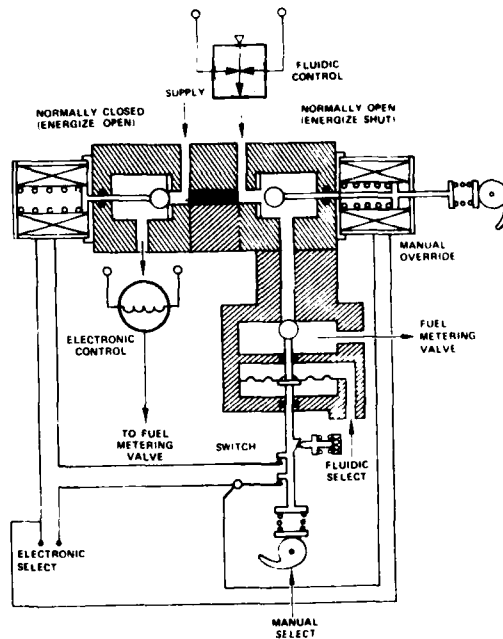 FLUIDIC
CONTROL
SUPPLY
NORMALLY CLOSED
(ENERGIZE OPEN)
NORMALLY OPEN
(ENERGIZE SHUT)
MANUAL
OVERRIDE
ELECTRONIC
CONTROL
FUEL
METERING
VALVE
TO FUEL
METERING
VALVE
SWITCH
FLUIDIC
SELECT
ELECTRONIC
SELECT
MANUAL
SELECT